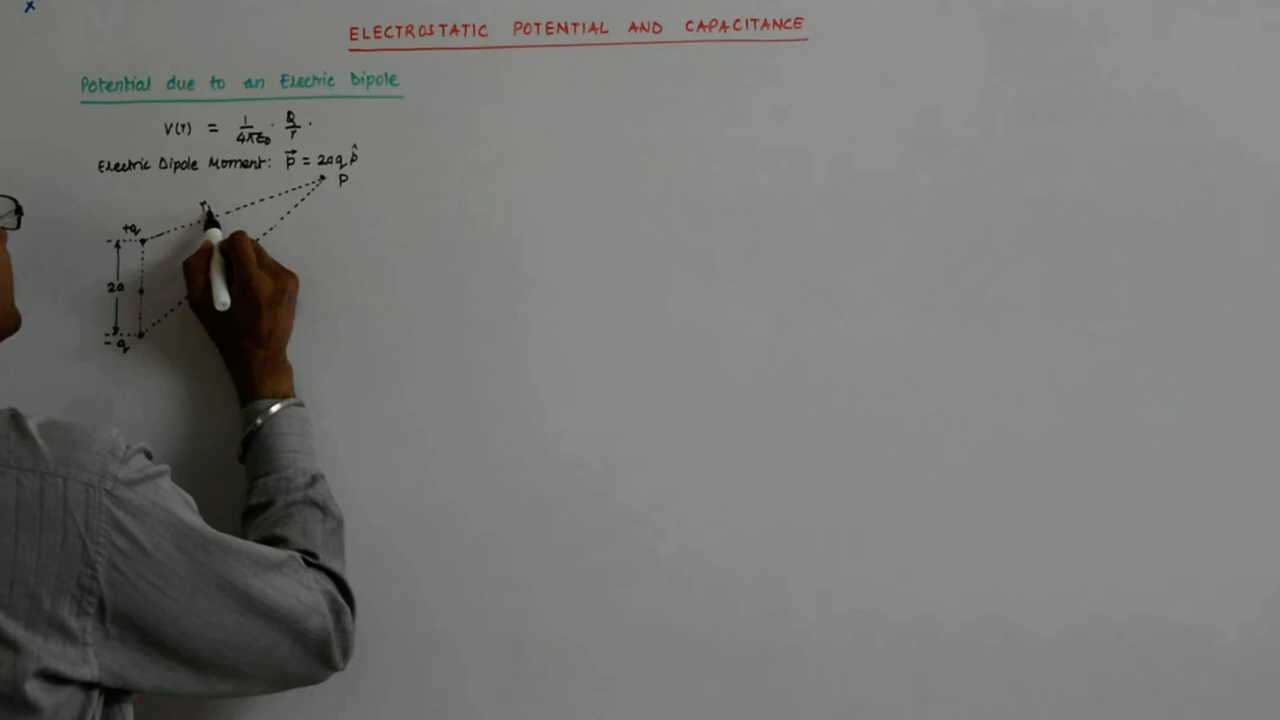 x
ELECTROSTATIC POTENTIAL AND CAPACITANCE
Potential due to an Electric Dipole
V(r) = 1/4πε₀ · Q/r .
Electric Dipole Moment: p⃗ = 2aq p̂
P
r
+q
2a
-q